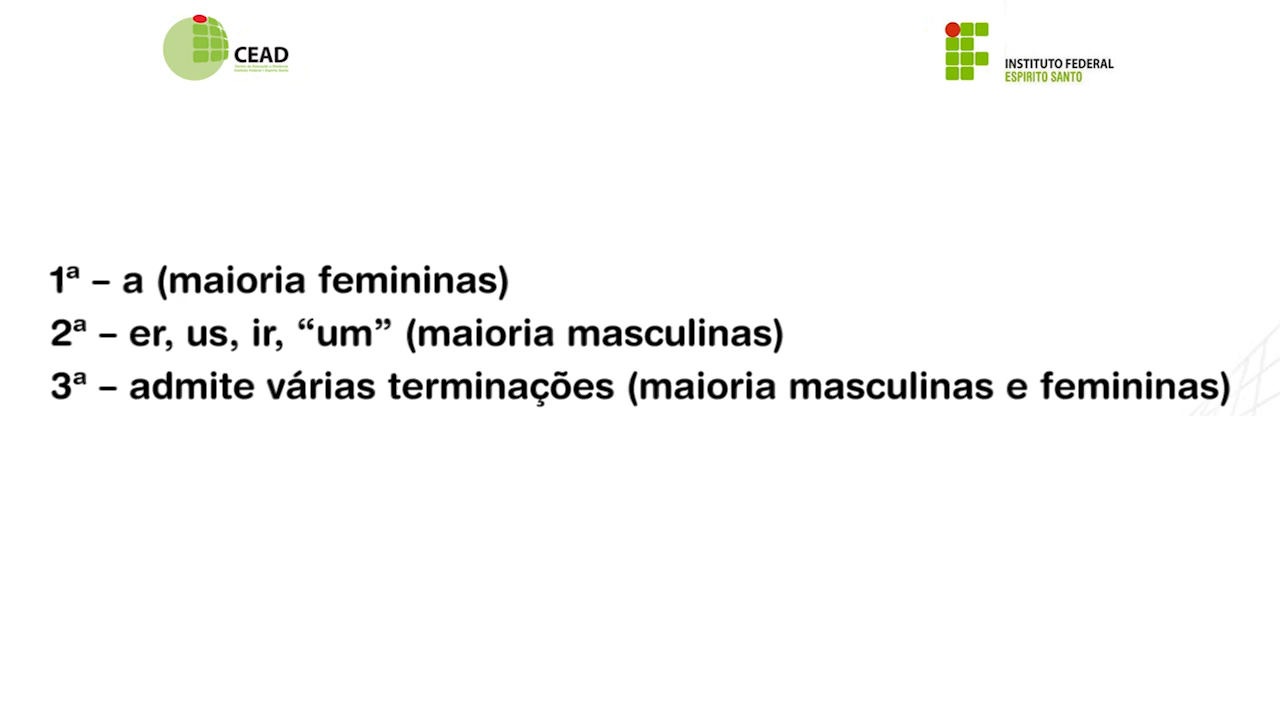 CEAD
INSTITUTO FEDERAL
ESPÍRITO SANTO
1ª – a (maioria femininas)
2ª – er, us, ir, “um” (maioria masculinas)
3ª – admite várias terminações (maioria masculinas e femininas)